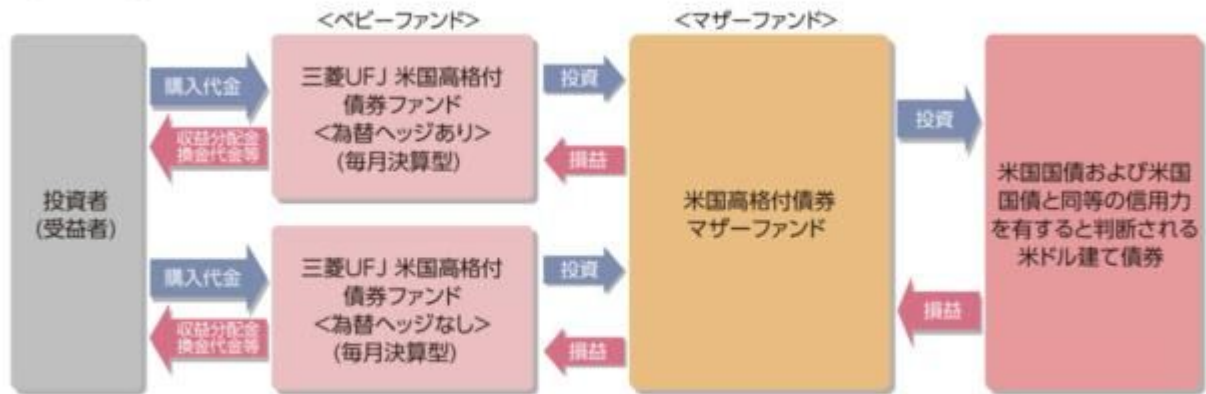 <ベビーファンド>
<マザーファンド>
投資者
(受益者)
購入代金
収益分配金
換金代金等
三菱UFJ 米国高格付
債券ファンド
<為替ヘッジあり>
(毎月決算型)
投資
損益
購入代金
収益分配金
換金代金等
三菱UFJ 米国高格付
債券ファンド
<為替ヘッジなし>
(毎月決算型)
投資
損益
米国高格付債券
マザーファンド
投資
損益
米国国債および米国
国債と同等の信用力
を有すると判断される
米ドル建て債券